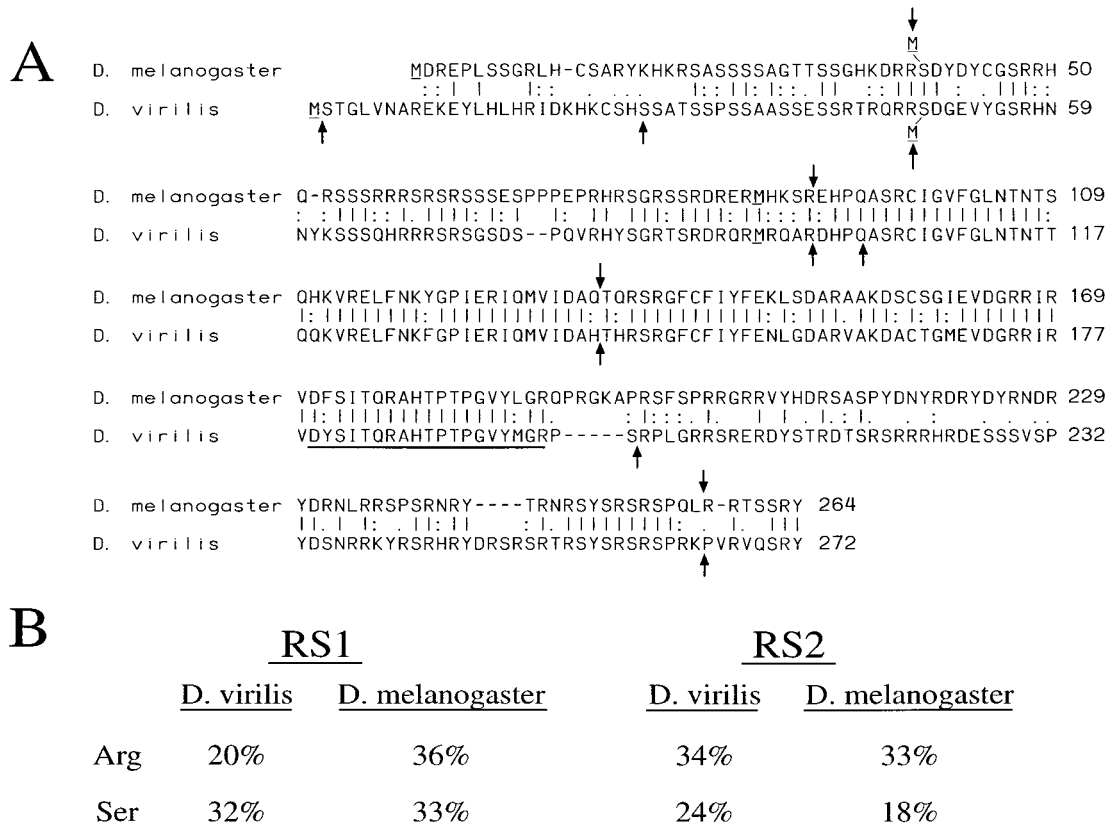 A
M
D. melanogaster MDREPLSSGRLH-CSARYKHKRSASSSSAGTTSSGHKDRRSDYDYCGSRRH 50
D. virilis MSTGLVNAREKEYLHLHRIDKHKCSHSSATSSPSSAASSESSRTRQRRSDGEVYGSRHN 59
M
D. melanogaster Q-RSSSRRRSRSRSSSESPPPEPRHRSGRSSRDRERMHKSREHPQASRCIGVFGLNTNTS 109
D. virilis NYKSSSQHRRRSRSRSGSDS--PQVRHYSGRTSRDRQRMRQARDHPQASRCIGVFGLNTNTT 117
D. melanogaster QHKVRELFNKYGPIERIQMVIDAQTQRSRGFCFIYFEKLSDARAAKDSCSGIEVDGRRIR 169
D. virilis QQKVRELFNKFGPIERIQMVIDAHTHRSRGFCFIYFENLGDARVAKDACTGMEVDGRRIR 177
D. melanogaster VDFSITQRAHTPTPGVYLGRQPRGKAPRSFSPRRGRRVYHDRSASPYDNYRDRYDYRNDR 229
D. virilis VDYSITQRAHTPTPGVYMGRP-----SRPLGRRSRERDYSTRDTSRSRRRHRDESSSVSP 232
D. melanogaster YDRNLRRSPSRNRY----TRNRSYSRSRSPQLR-RTSSRY 264
D. virilis YDSNRRKYRSRHRYDRSRSRTRSYSRSRSPRKPVRVQSRY 272
B
RS1 RS2
D. virilis D. melanogaster D. virilis D. melanogaster
Arg 20% 36% 34% 33%
Ser 32% 33% 24% 18%